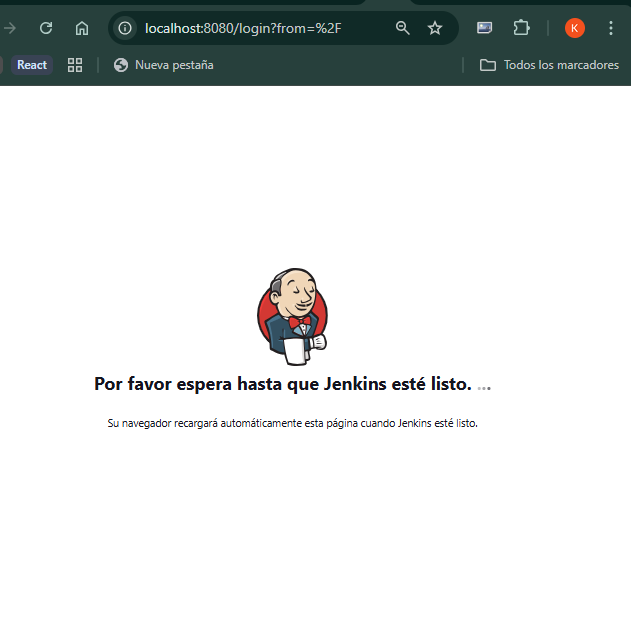 localhost:8080/login?from=%2F
K
React
Nueva pestaña
Todos los marcadores
Por favor espera hasta que Jenkins esté listo. ...
Su navegador recargará automáticamente esta página cuando Jenkins esté listo.